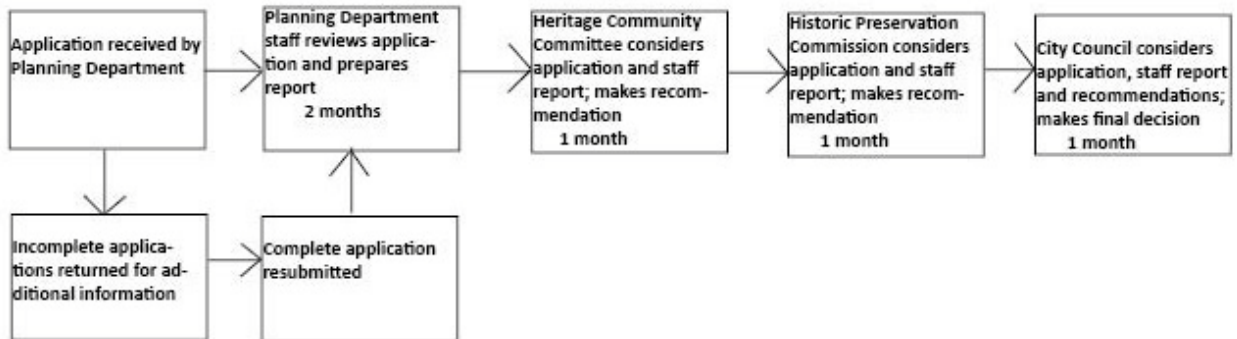 Application received by
Planning Department
Planning Department
staff reviews applica-
tion and prepares
report
2 months
Heritage Community
Committee considers
application and staff
report; makes recom-
mendation
1 month
Historic Preservation
Commission considers
application and staff
report; makes recom-
mendation
1 month
City Council considers
application, staff report
and recommendations;
makes final decision
1 month
Incomplete applica-
tions returned for ad-
ditional information
Complete application
resubmitted